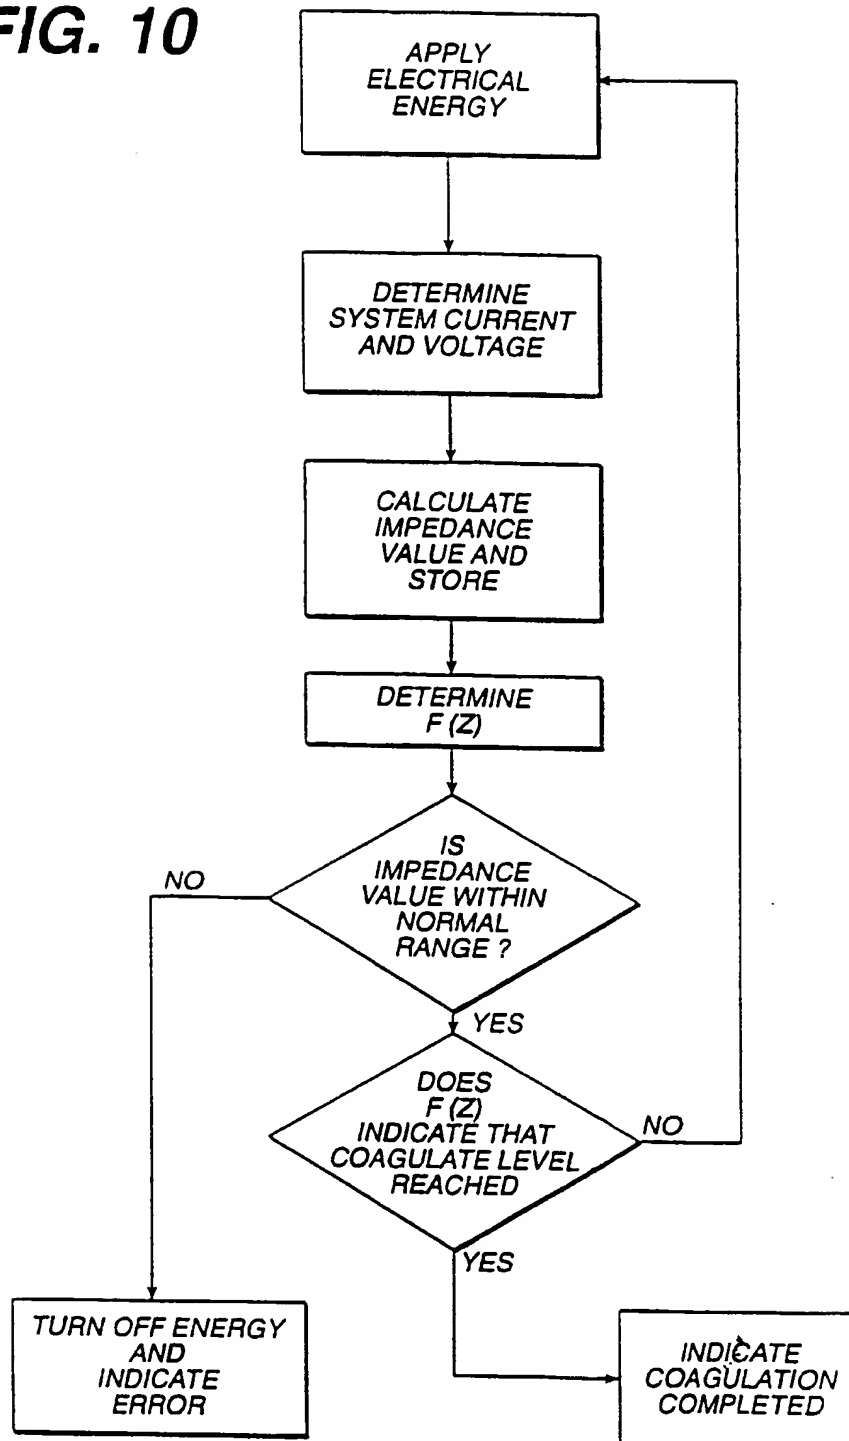 FIG. 10
APPLY
ELECTRICAL
ENERGY
DETERMINE
SYSTEM CURRENT
AND VOLTAGE
CALCULATE
IMPEDANCE
VALUE AND
STORE
DETERMINE
F (Z)
IS
IMPEDANCE
VALUE WITHIN
NORMAL
RANGE ?
NO
YES
DOES
F (Z)
INDICATE THAT
COAGULATE LEVEL
REACHED
NO
YES
TURN OFF ENERGY
AND
INDICATE
ERROR
INDICATE
COAGULATION
COMPLETED